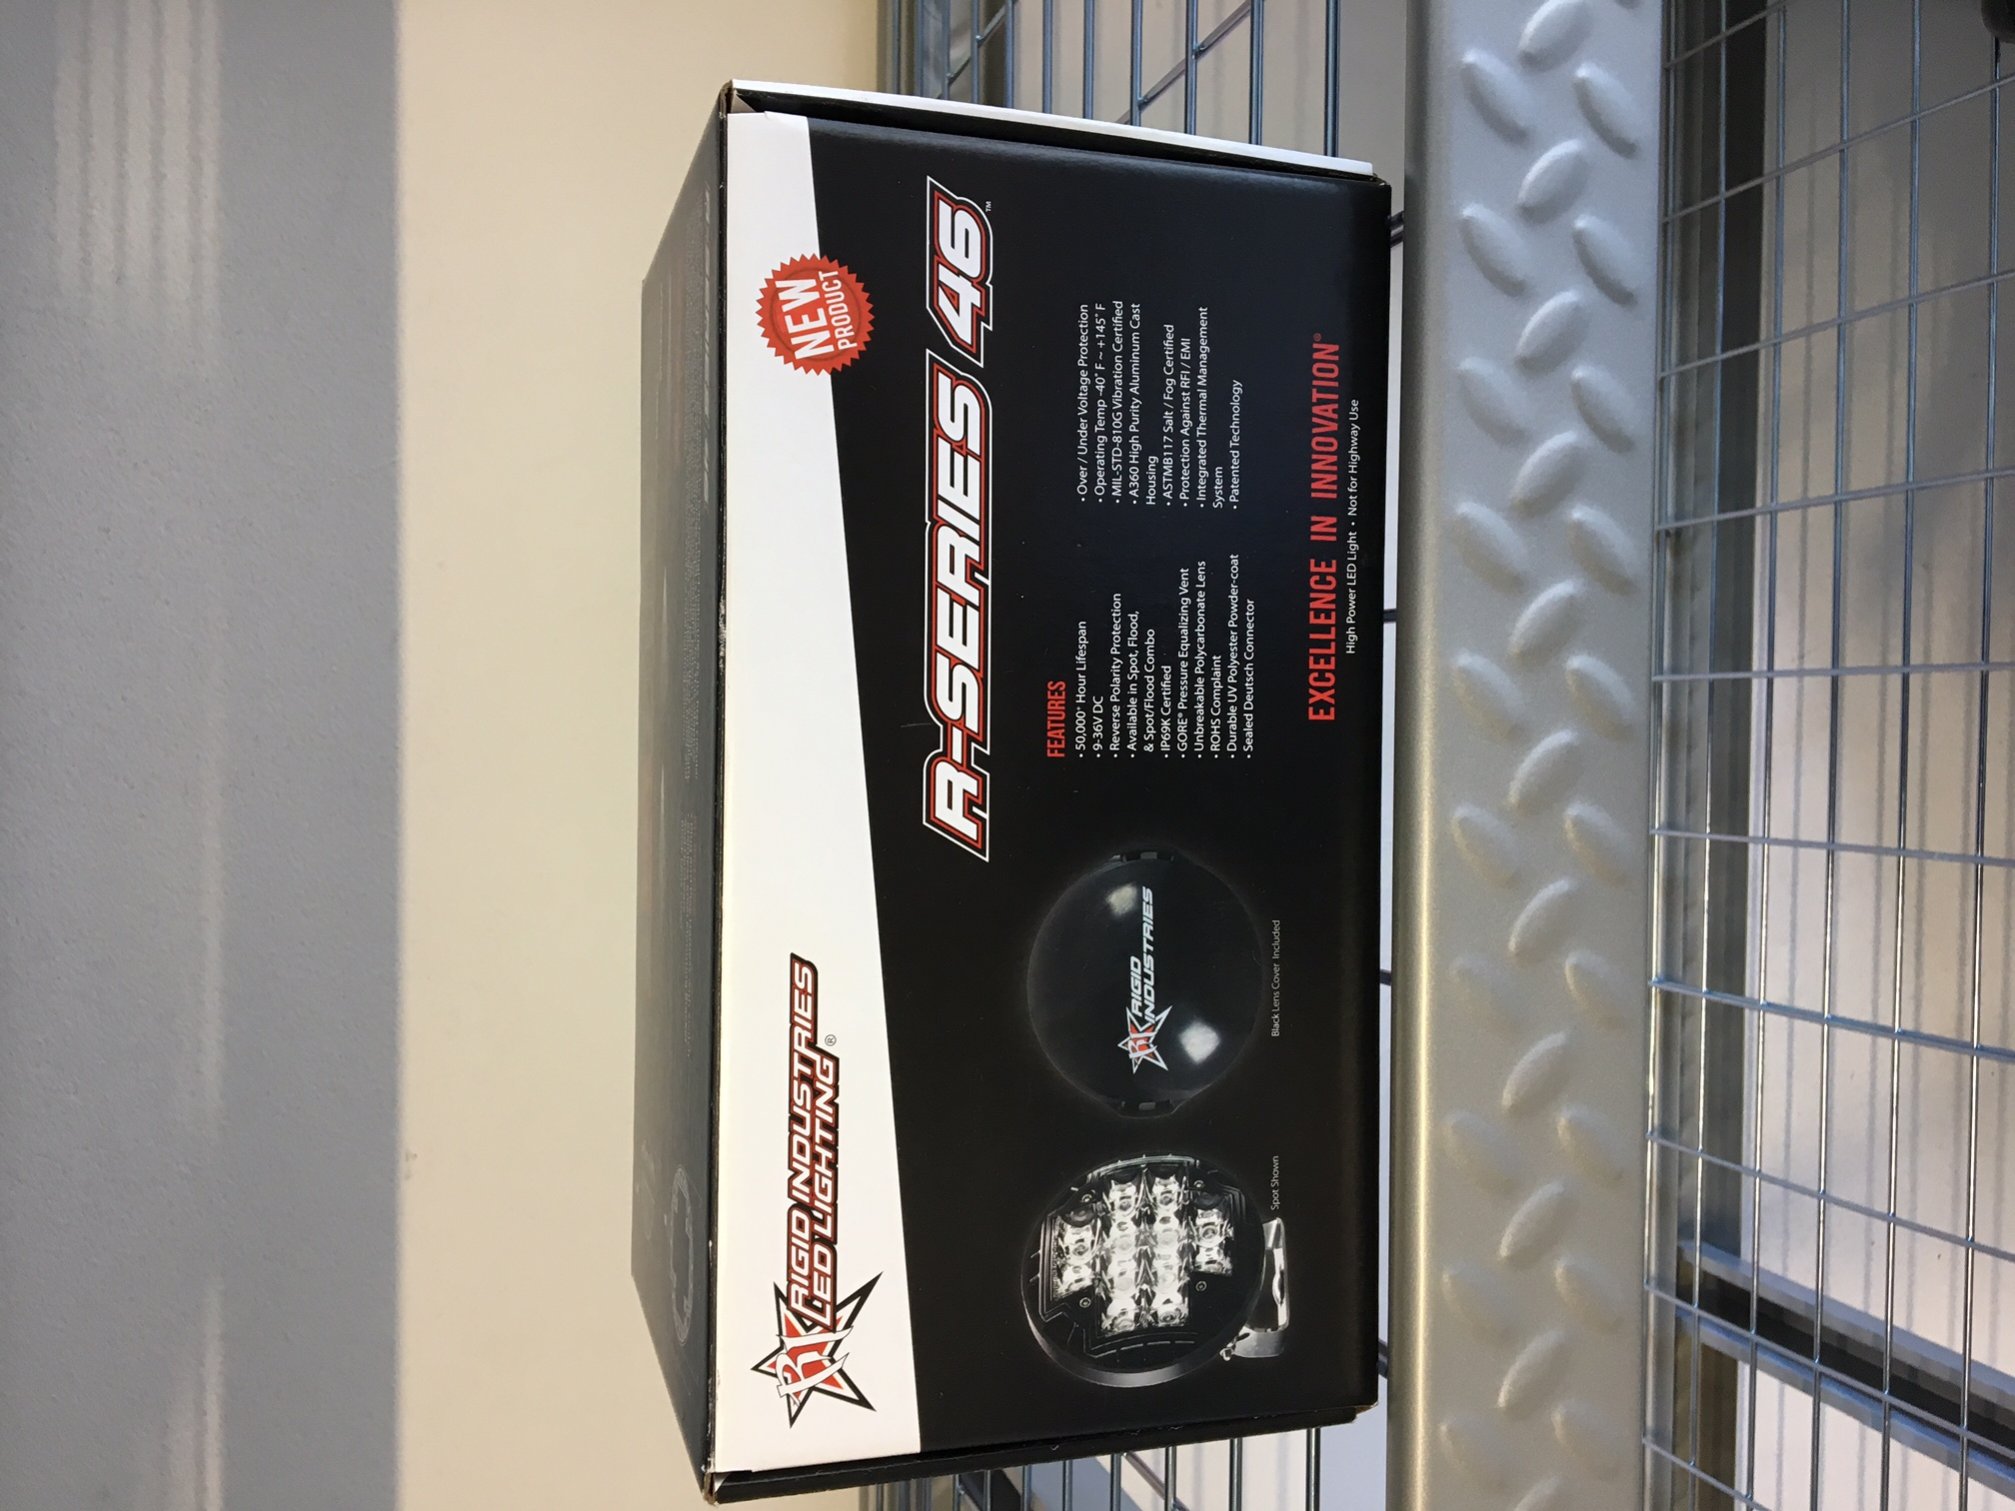 RIGID INDUSTRIES
LED LIGHTING®
NEW
PRODUCT
R-SERIES 46™
FEATURES
• 50,000+ Hour Lifespan
• 9-36V DC
• Reverse Polarity Protection
• Available in Spot, Flood,
& Spot/Flood Combo
• IP69K Certified
• GORE® Pressure Equalizing Vent
• Unbreakable Polycarbonate Lens
• ROHS Complaint
• Durable UV Polyester Powder-coat
• Sealed Deutsch Connector
• Over / Under Voltage Protection
• Operating Temp -40° F ~ +145° F
• MIL-STD-810G Vibration Certified
• A360 High Purity Aluminum Cast
Housing
• ASTMB117 Salt / Fog Certified
• Protection Against RFI / EMI
• Integrated Thermal Management
System
• Patented Technology
RIGID
INDUSTRIES
Spot Shown
Black Lens Cover Included
EXCELLENCE IN INNOVATION®
High Power LED Light • Not for Highway Use